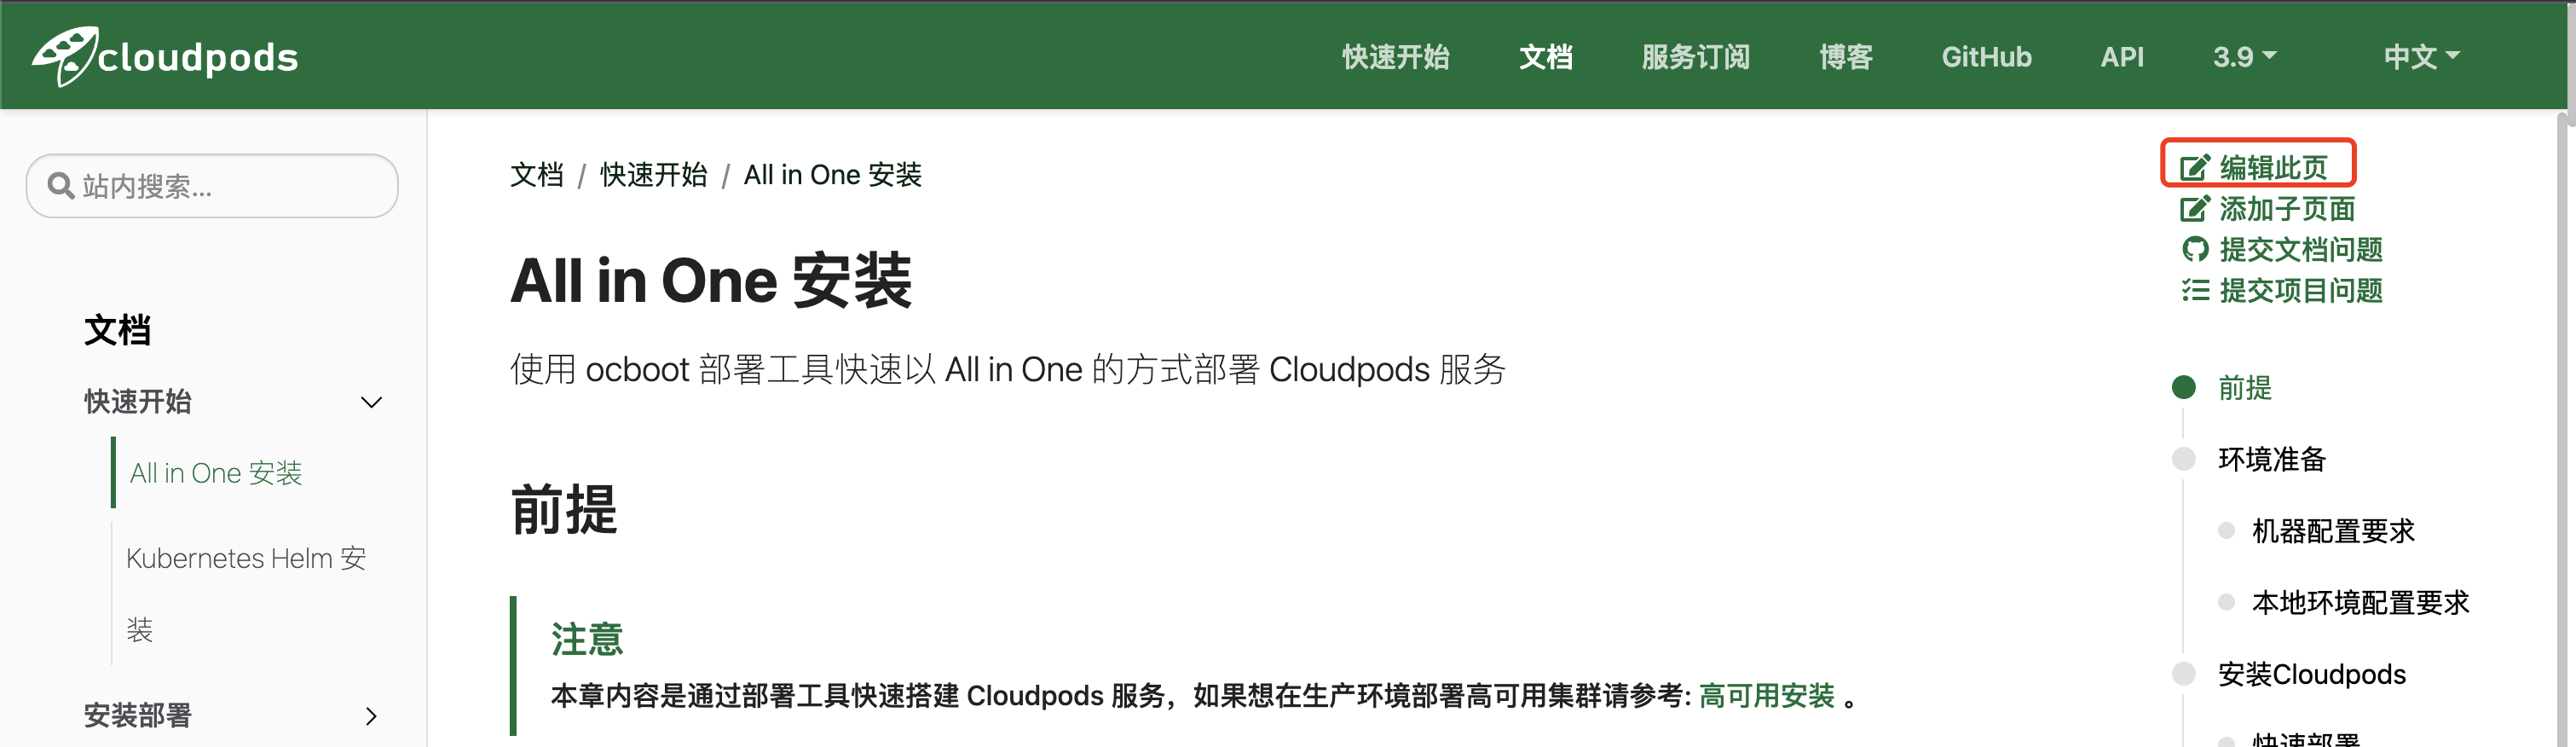 cloudpods
快速开始 文档 服务订阅 博客 GitHub API 3.9 中文
站内搜索...
文档
快速开始
All in One 安装
Kubernetes Helm 安
装
安装部署
文档 / 快速开始 / All in One 安装
All in One 安装
使用 ocboot 部署工具快速以 All in One 的方式部署 Cloudpods 服务
前提
注意
本章内容是通过部署工具快速搭建 Cloudpods 服务，如果想在生产环境部署高可用集群请参考: 高可用安装 。
编辑此页
添加子页面
提交文档问题
提交项目问题
前提
环境准备
机器配置要求
本地环境配置要求
安装Cloudpods
快速部署